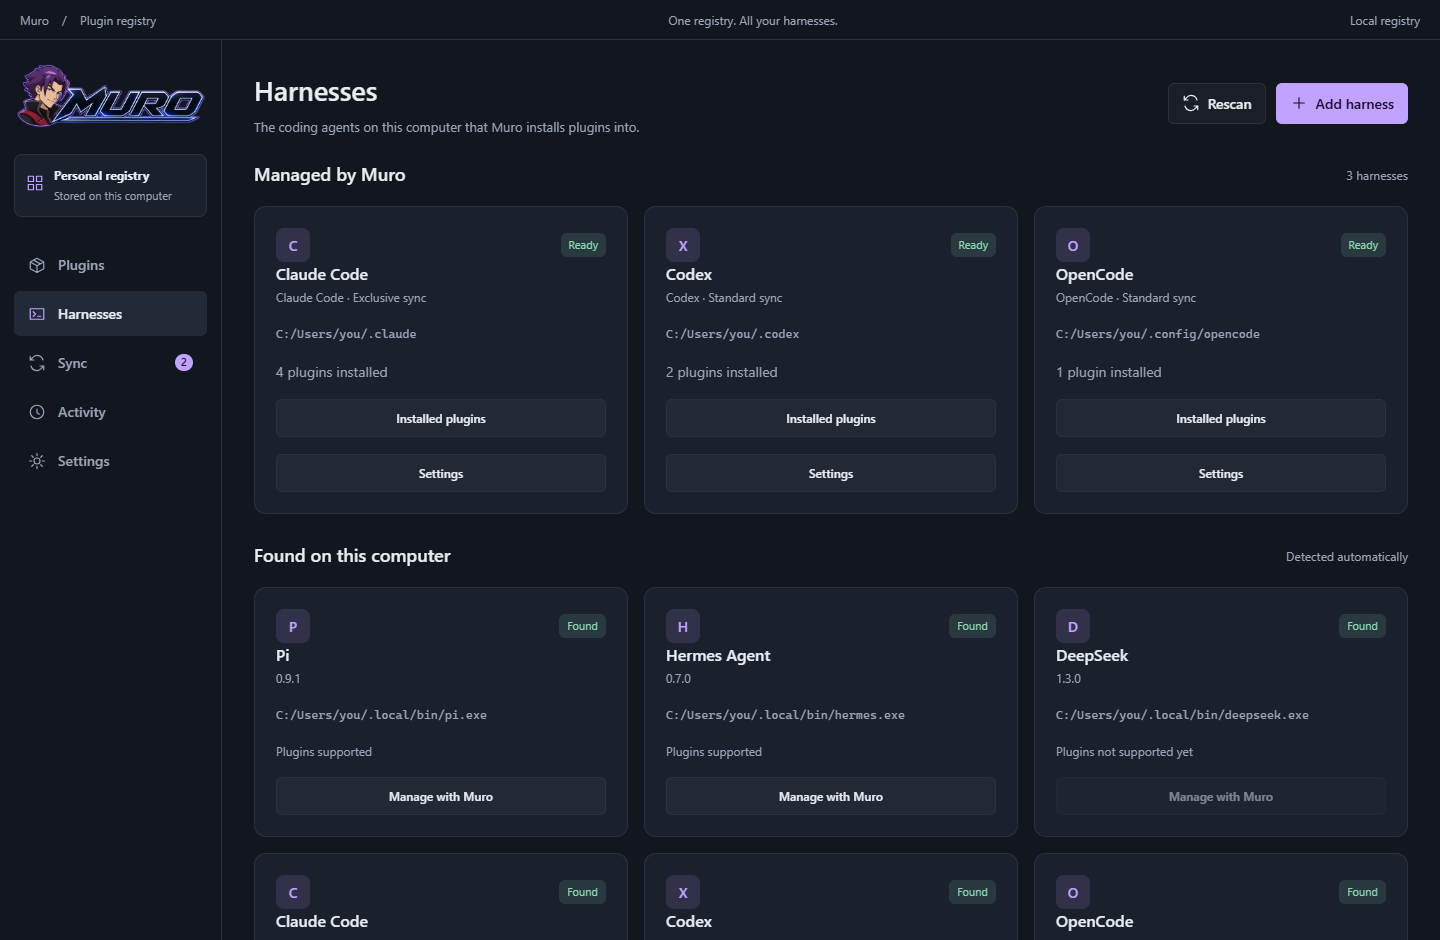 Muro / Plugin registry
One registry. All your harnesses.
Local registry
MURO
Personal registry
Stored on this computer
Plugins
Harnesses
Sync
2
Activity
Settings
Harnesses
The coding agents on this computer that Muro installs plugins into.
Rescan
+ Add harness
Managed by Muro
3 harnesses
C
Ready
Claude Code
Claude Code · Exclusive sync
C:/Users/you/.claude
4 plugins installed
Installed plugins
Settings
X
Ready
Codex
Codex · Standard sync
C:/Users/you/.codex
2 plugins installed
Installed plugins
Settings
O
Ready
OpenCode
OpenCode · Standard sync
C:/Users/you/.config/opencode
1 plugin installed
Installed plugins
Settings
Found on this computer
Detected automatically
P
Found
Pi
0.9.1
C:/Users/you/.local/bin/pi.exe
Plugins supported
Manage with Muro
H
Found
Hermes Agent
0.7.0
C:/Users/you/.local/bin/hermes.exe
Plugins supported
Manage with Muro
D
Found
DeepSeek
1.3.0
C:/Users/you/.local/bin/deepseek.exe
Plugins not supported yet
Manage with Muro
C
Found
Claude Code
X
Found
Codex
O
Found
OpenCode